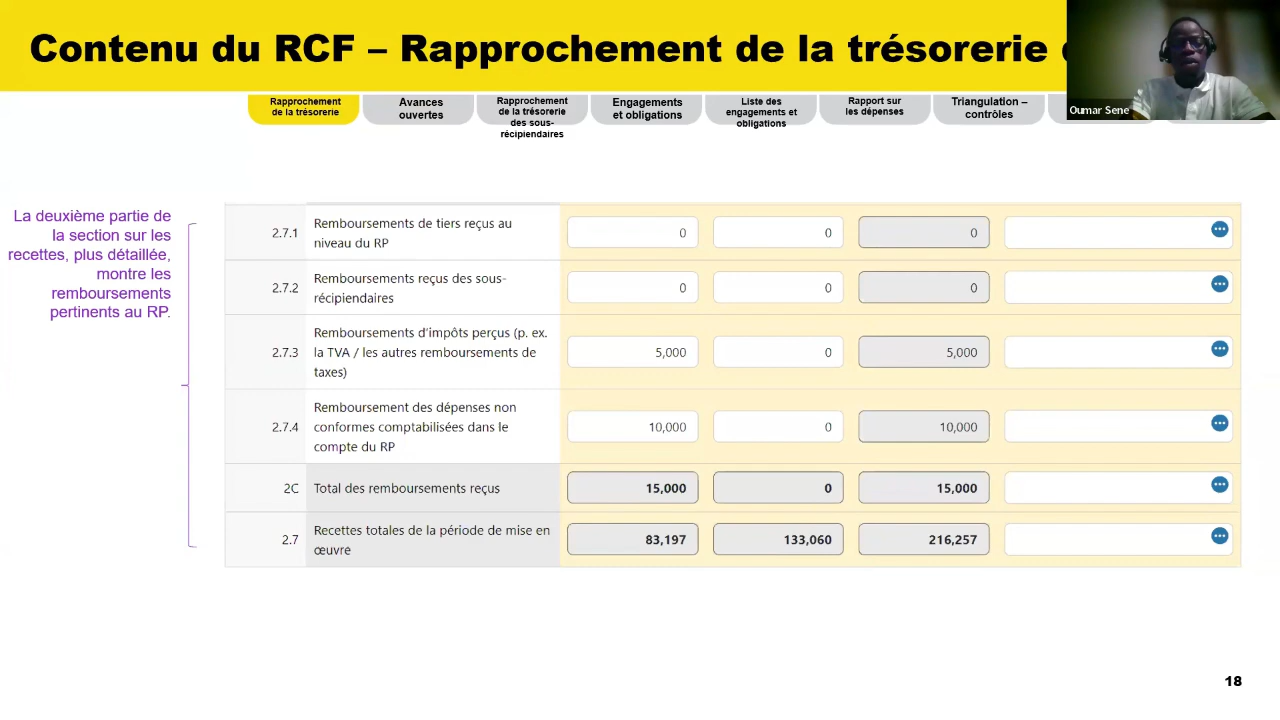 Contenu du RCF – Rapprochement de la trésorerie
Oumar Sene
Rapprochement
de la trésorerie
Avances
ouvertes
Rapprochement
de la trésorerie
des sous-
récipiendaires
Engagements
et obligations
Liste des
engagements et
obligations
Rapport sur
les dépenses
Triangulation –
contrôles
La deuxième partie de
la section sur les
recettes, plus détaillée,
montre les
remboursements
pertinents au RP.
2.7.1 Remboursements de tiers reçus au
niveau du RP
0 0 0
2.7.2 Remboursements reçus des sous-
récipiendaires
0 0 0
2.7.3 Remboursements d'impôts perçus (p. ex.
la TVA / les autres remboursements de
taxes)
5,000 0 5,000
2.7.4 Remboursement des dépenses non
conformes comptabilisées dans le
compte du RP
10,000 0 10,000
2C Total des remboursements reçus 15,000 0 15,000
2.7 Recettes totales de la période de mise en
œuvre
83,197 133,060 216,257
18